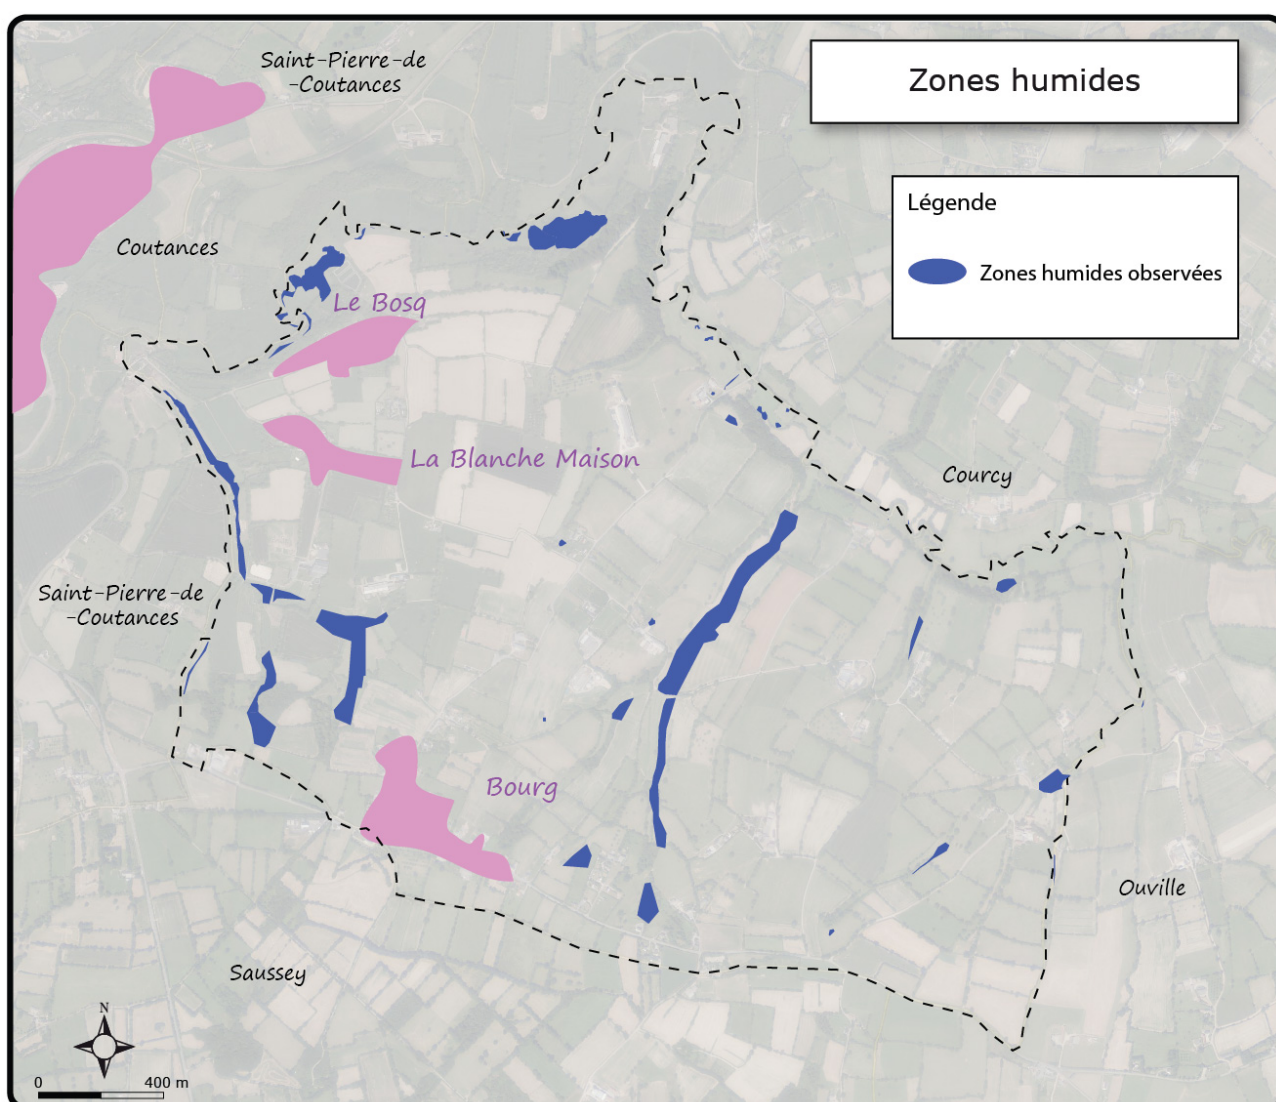 Saint-Pierre-de
-Coutances
Zones humides
Légende
Zones humides observées
Coutances
Le Bosq
La Blanche Maison
Courcy
Saint-Pierre-de
-Coutances
Bourg
Ouville
Saussey
N
0 400 m